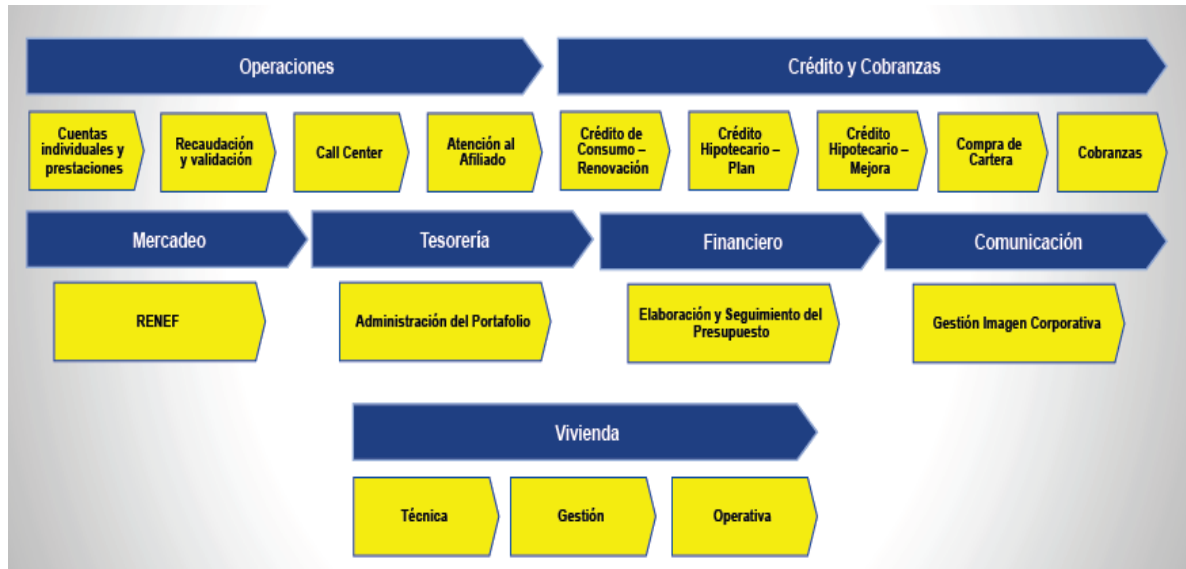 Operaciones
Crédito y Cobranzas
Cuentas
individuales y
prestaciones
Recaudación
y validación
Call Center
Atención al
Afiliado
Crédito de
Consumo –
Renovación
Crédito
Hipotecario –
Plan
Crédito
Hipotecario –
Mejora
Compra de
Cartera
Cobranzas
Mercadeo
Tesorería
Financiero
Comunicación
RENEF
Administración del Portafolio
Elaboración y Seguimiento del
Presupuesto
Gestión Imagen Corporativa
Vivienda
Técnica
Gestión
Operativa